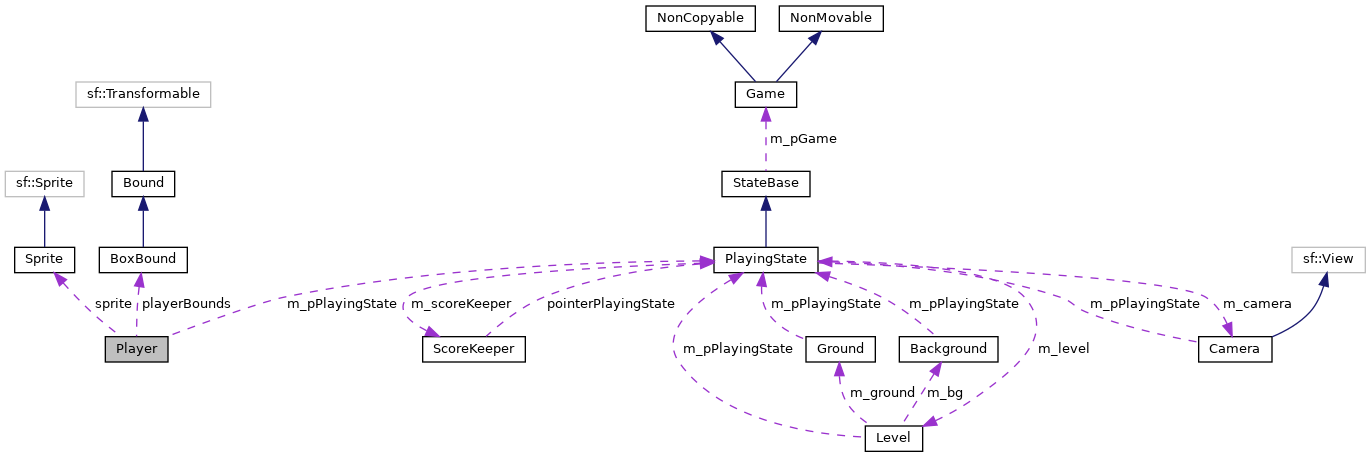 NonCopyable
NonMovable
sf::Transformable
Game
m_pGame
sf::Sprite
Bound
StateBase
Sprite
BoxBound
PlayingState
sf::View
sprite
playerBounds
m_pPlayingState
m_scoreKeeper
pointerPlayingState
m_pPlayingState
m_pPlayingState
m_pPlayingState
m_camera
Player
ScoreKeeper
m_pPlayingState
Ground
Background
m_level
Camera
m_ground
m_bg
Level